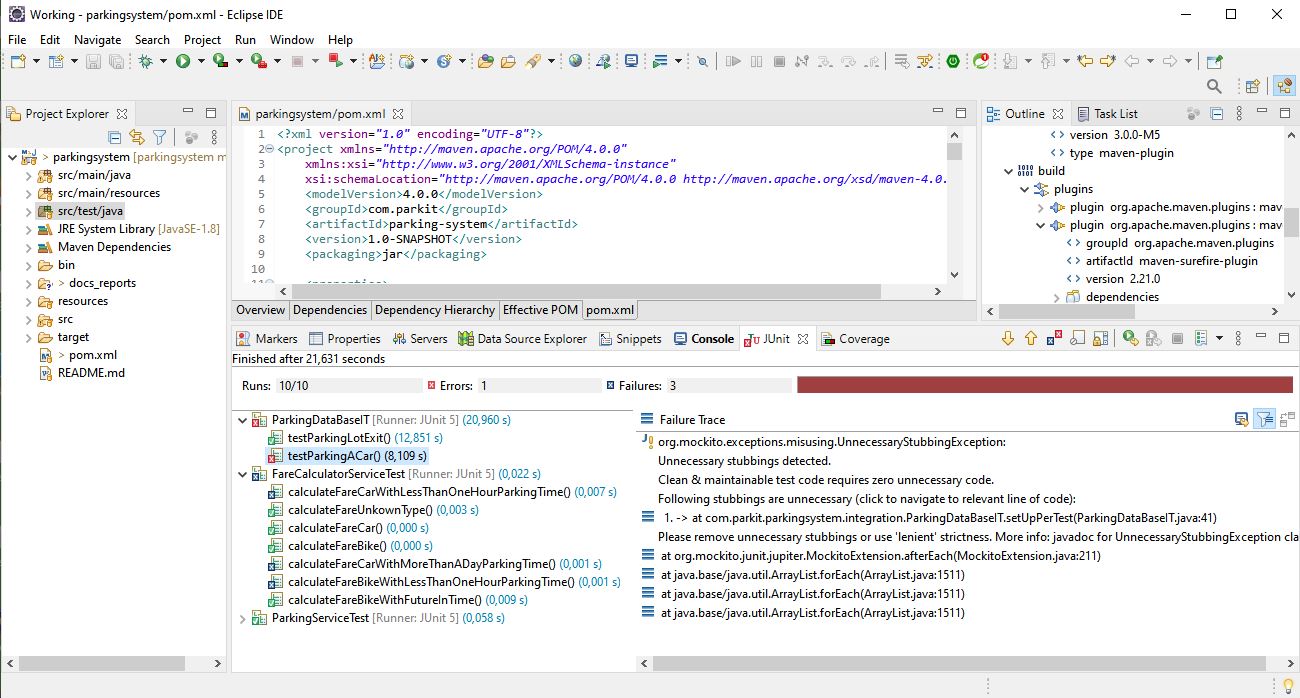 Working - parkingsystem/pom.xml - Eclipse IDE
File Edit Navigate Search Project Run Window Help
Project Explorer
> parkingsystem [parkingsystem m
src/main/java
src/main/resources
src/test/java
JRE System Library [JavaSE-1.8]
Maven Dependencies
bin
> docs_reports
resources
src
target
> pom.xml
README.md
parkingsystem/pom.xml
1 <?xml version="1.0" encoding="UTF-8"?>
2 <project xmlns="http://maven.apache.org/POM/4.0.0"
3 xmlns:xsi="http://www.w3.org/2001/XMLSchema-instance"
4 xsi:schemaLocation="http://maven.apache.org/POM/4.0.0 http://maven.apache.org/xsd/maven-4.0.
5 <modelVersion>4.0.0</modelVersion>
6 <groupId>com.parkit</groupId>
7 <artifactId>parking-system</artifactId>
8 <version>1.0-SNAPSHOT</version>
9 <packaging>jar</packaging>
10
Overview Dependencies Dependency Hierarchy Effective POM pom.xml
Outline Task List
version 3.0.0-M5
type maven-plugin
build
plugins
plugin org.apache.maven.plugins : mav
plugin org.apache.maven.plugins : mav
groupId org.apache.maven.plugins
artifactId maven-surefire-plugin
version 2.21.0
dependencies
Markers Properties Servers Data Source Explorer Snippets Console JUnit Coverage
Finished after 21,631 seconds
Runs: 10/10 Errors: 1 Failures: 3
ParkingDataBaseIT [Runner: JUnit 5] (20,960 s)
testParkingLotExit() (12,851 s)
testParkingACar() (8,109 s)
FareCalculatorServiceTest [Runner: JUnit 5] (0,022 s)
calculateFareCarWithLessThanOneHourParkingTime() (0,007 s)
calculateFareUnkownType() (0,003 s)
calculateFareCar() (0,000 s)
calculateFareBike() (0,000 s)
calculateFareCarWithMoreThanADayParkingTime() (0,001 s)
calculateFareBikeWithLessThanOneHourParkingTime() (0,001 s)
calculateFareBikeWithFutureInTime() (0,009 s)
ParkingServiceTest [Runner: JUnit 5] (0,058 s)
Failure Trace
org.mockito.exceptions.misusing.UnnecessaryStubbingException:
Unnecessary stubbings detected.
Clean & maintainable test code requires zero unnecessary code.
Following stubbings are unnecessary (click to navigate to relevant line of code):
1. -> at com.parkit.parkingsystem.integration.ParkingDataBaseIT.setUpPerTest(ParkingDataBaseIT.java:41)
Please remove unnecessary stubbings or use 'lenient' strictness. More info: javadoc for UnnecessaryStubbingException cla
at org.mockito.junit.jupiter.MockitoExtension.afterEach(MockitoExtension.java:211)
at java.base/java.util.ArrayList.forEach(ArrayList.java:1511)
at java.base/java.util.ArrayList.forEach(ArrayList.java:1511)
at java.base/java.util.ArrayList.forEach(ArrayList.java:1511)